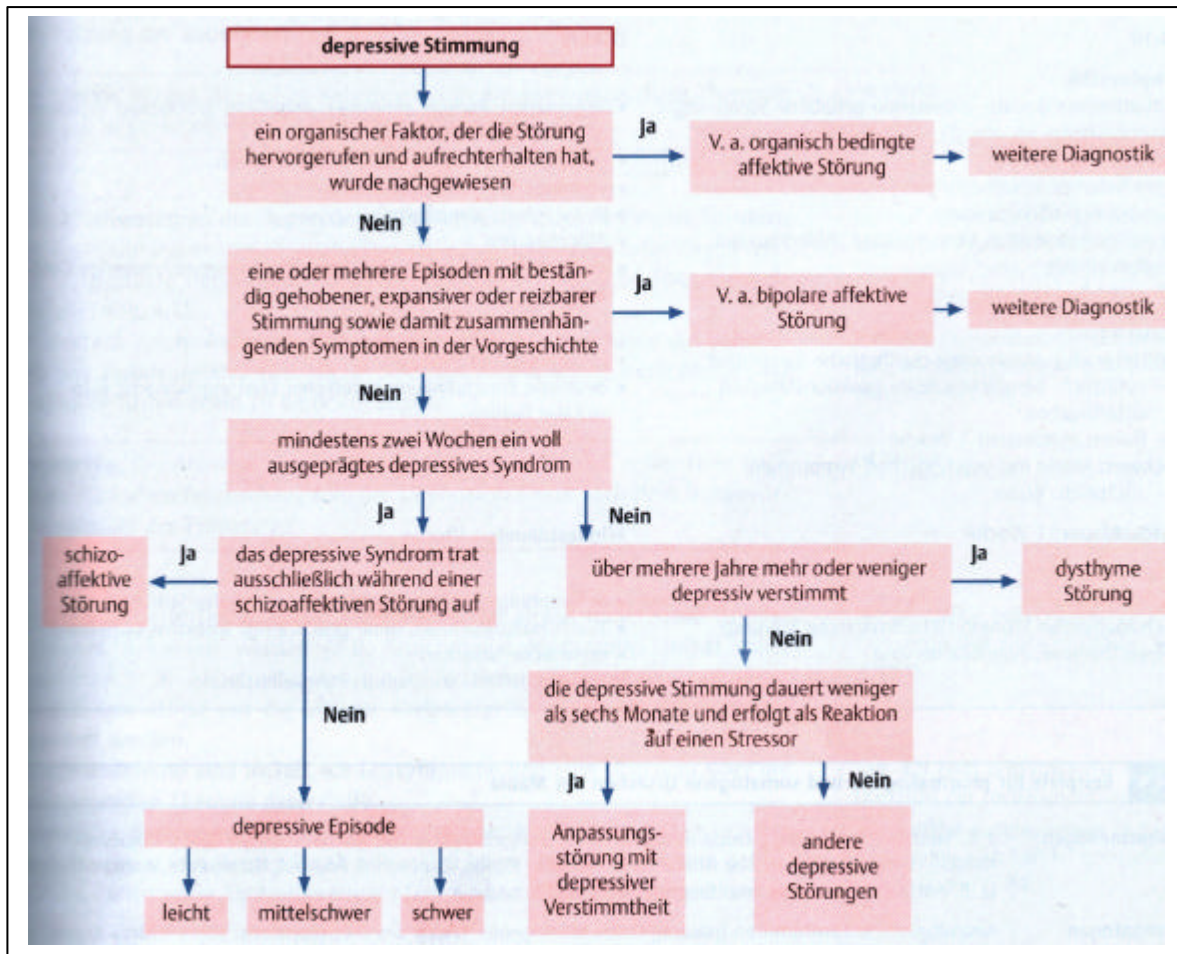 depressive Stimmung
ein organischer Faktor, der die Störung
hervorgerufen und aufrechterhalten hat,
wurde nachgewiesen
Ja
V. a. organisch bedingte
affektive Störung
weitere Diagnostik
Nein
eine oder mehrere Episoden mit bestän-
dig gehobener, expansiver oder reizbarer
Stimmung sowie damit zusammenhän-
genden Symptomen in der Vorgeschichte
Ja
V. a. bipolare affektive
Störung
weitere Diagnostik
Nein
mindestens zwei Wochen ein voll
ausgeprägtes depressives Syndrom
Ja
Nein
schizo-
affektive
Störung
Ja
das depressive Syndrom trat
ausschließlich während einer
schizoaffektiven Störung auf
über mehrere Jahre mehr oder weniger
depressiv verstimmt
Ja
dysthyme
Störung
Nein
Nein
die depressive Stimmung dauert weniger
als sechs Monate und erfolgt als Reaktion
auf einen Stressor
Ja
Nein
depressive Episode
leicht
mittelschwer
schwer
Anpassungs-
störung mit
depressiver
Verstimmtheit
andere
depressive
Störungen